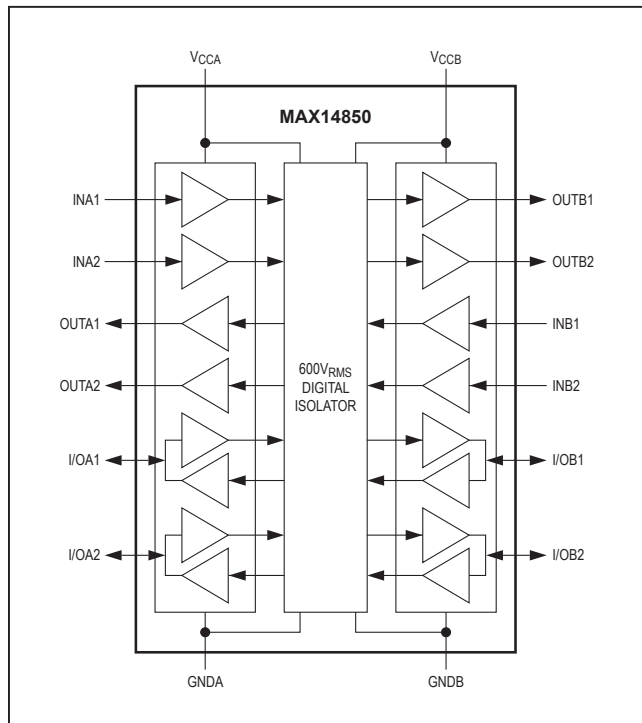 VCCA VCCB
MAX14850
INA1 OUTB1
INA2 OUTB2
OUTA1 INB1
OUTA2 INB2
600VRMS
DIGITAL
ISOLATOR
I/OA1 I/OB1
I/OA2 I/OB2
GNDA GNDB